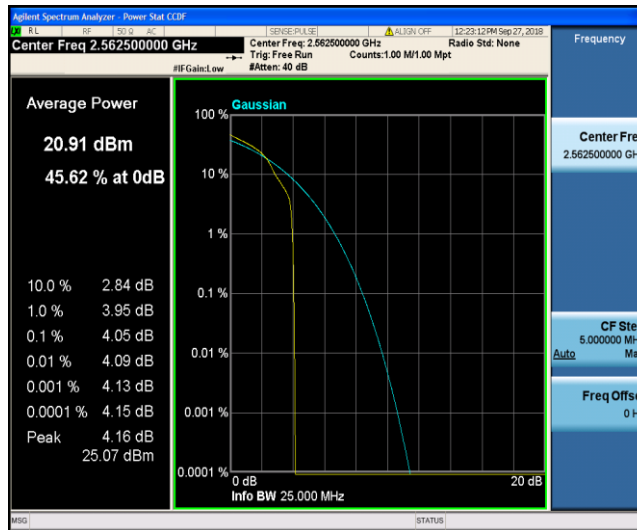 Agilent Spectrum Analyzer - Power Stat CCDF
RL RF 50 Ω AC SENSE:PULSE ALIGN OFF 12:23:12 PM Sep 27, 2018
Center Freq 2.562500000 GHz
Center Freq: 2.562500000 GHz Radio Std: None
Trig: Free Run Counts:1.00 M/1.00 Mpt
#IFGain:Low #Atten: 40 dB
Frequency
Average Power
20.91 dBm
45.62 % at 0dB
10.0 % 2.84 dB
1.0 % 3.95 dB
0.1 % 4.05 dB
0.01 % 4.09 dB
0.001 % 4.13 dB
0.0001 % 4.15 dB
Peak 4.16 dB
25.07 dBm
Gaussian
100 %
10 %
1 %
0.1 %
0.01 %
0.001 %
0.0001 %
0 dB 20 dB
Info BW 25.000 MHz
Center Fre
2.562500000 GH
CF Ste
5.000000 MH
Auto Ma
Freq Offse
0 H
MSG STATUS